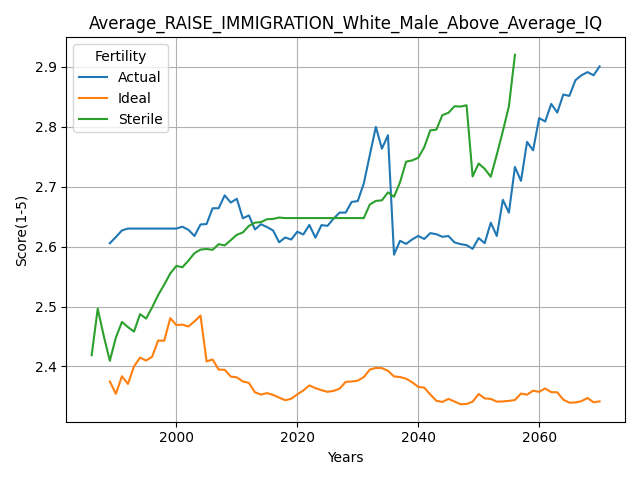 Average_RAISE_IMMIGRATION_White_Male_Above_Average_IQ
Fertility
Actual
Ideal
Sterile
Score(1-5)
2.9
2.8
2.7
2.6
2.5
2.4
2000
2020
2040
2060
Years